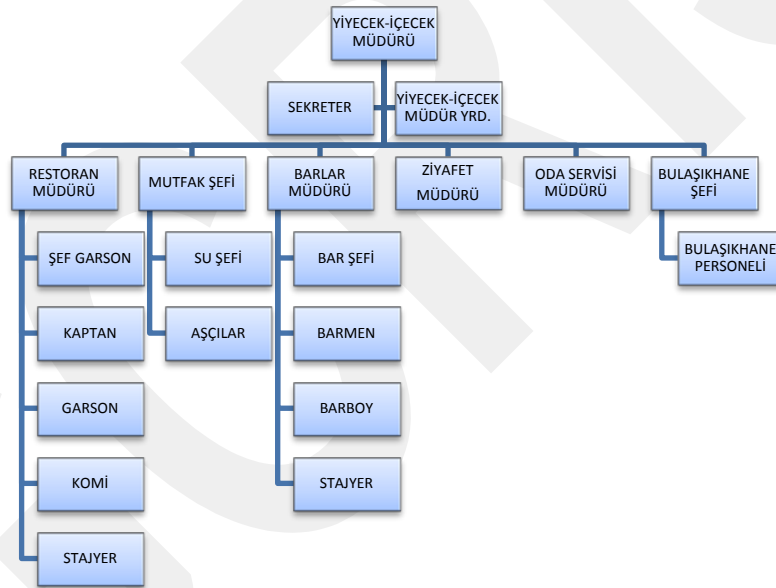 YİYECEK-İÇECEK
MÜDÜRÜ
SEKRETER
YİYECEK-İÇECEK
MÜDÜR YRD.
RESTORAN
MÜDÜRÜ
MUTFAK ŞEFİ
BARLAR
MÜDÜRÜ
ZİYAFET
MÜDÜRÜ
ODA SERVİSİ
MÜDÜRÜ
BULAŞIKHANE
ŞEFİ
ŞEF GARSON
SU ŞEFİ
BAR ŞEFİ
BULAŞIKHANE
PERSONELİ
KAPTAN
AŞÇILAR
BARMEN
GARSON
BARBOY
KOMİ
STAJYER
STAJYER